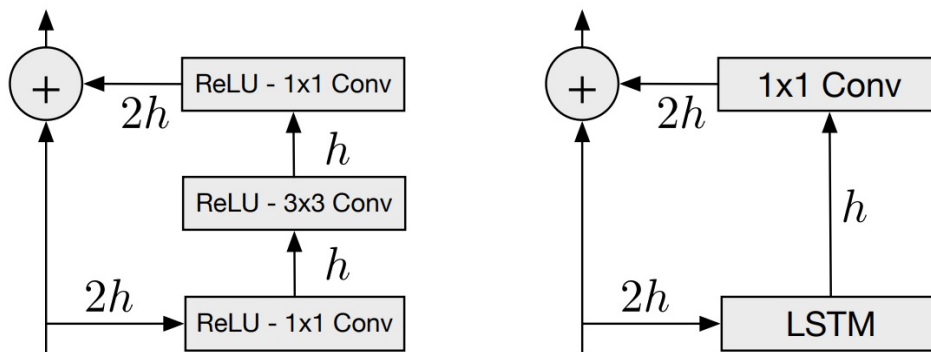 +
ReLU - 1x1 Conv
2h
h
ReLU - 3x3 Conv
h
2h
ReLU - 1x1 Conv
+
1x1 Conv
2h
h
2h
LSTM